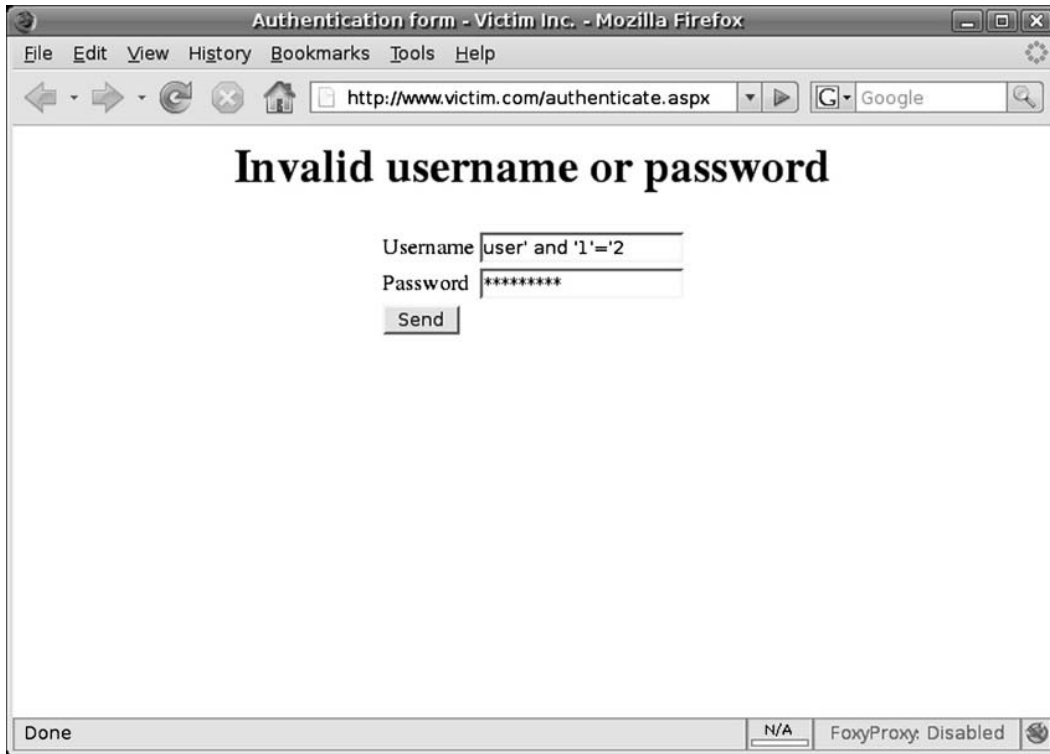 Authentication form - Victim Inc. - Mozilla Firefox
File Edit View History Bookmarks Tools Help
http://www.victim.com/authenticate.aspx
G Google
Invalid username or password
Username user' and '1'='2
Password *********
Send
Done N/A FoxyProxy: Disabled